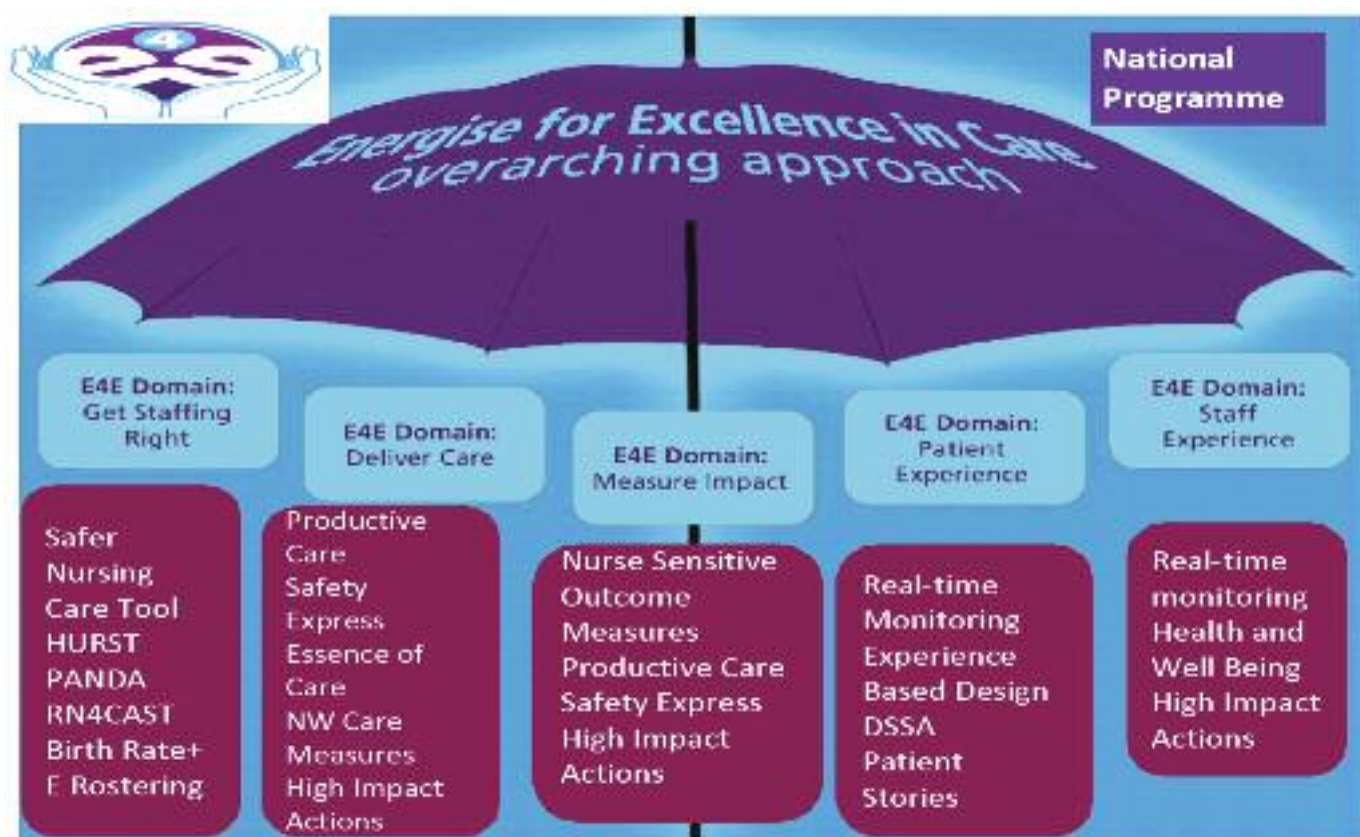 4
National
Programme
Energise for Excellence in Care
overarching approach
E4E Domain:
Get Staffing
Right
E4E Domain:
Deliver Care
E4E Domain:
Measure Impact
E4E Domain:
Patient
Experience
E4E Domain:
Staff
Experience
Safer
Nursing
Care Tool
HURST
PANDA
RN4CAST
Birth Rate+
E Rostering
Productive
Care
Safety
Express
Essence of
Care
NW Care
Measures
High Impact
Actions
Nurse Sensitive
Outcome
Measures
Productive Care
Safety Express
High Impact
Actions
Real-time
Monitoring
Experience
Based Design
DSSA
Patient
Stories
Real-time
monitoring
Health and
Well Being
High Impact
Actions